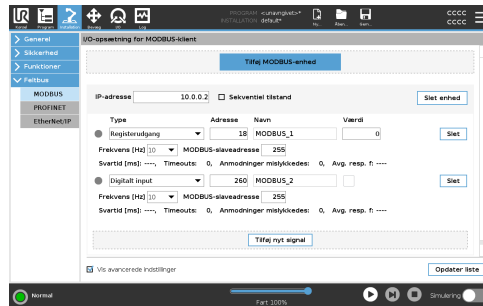 PROGRAM <unavngivet>*
INSTALLATION default*
CCCC
CCCC
Program
Bevæg
I/O
Log
Ny...
Åben...
Gem...
Generel
Sikkerhed
Funktioner
Feltbus
MODBUS
PROFINET
EtherNet/IP
I/O-opsætning for MODBUS-klient
Tilføj MODBUS-enhed
IP-adresse 10.0.0.2 Sekventiel tilstand Slet enhed
Type Adresse Navn Værdi
Registerudgang 18 MODBUS_1 0 Slet
Frekvens [Hz] 10 MODBUS-slaveadresse 255
Svartid [ms]: ----, Timeouts: 0, Anmodninger mislykkedes: 0, Avg. resp. f: ----
Digitalt input 260 MODBUS_2 Slet
Frekvens [Hz] 10 MODBUS-slaveadresse 255
Svartid [ms]: ----, Timeouts: 0, Anmodninger mislykkedes: 0, Avg. resp. f: ----
Tilføj nyt signal
Vis avancerede indstillinger
Opdater liste
Normal
Fart 100%
Simulering